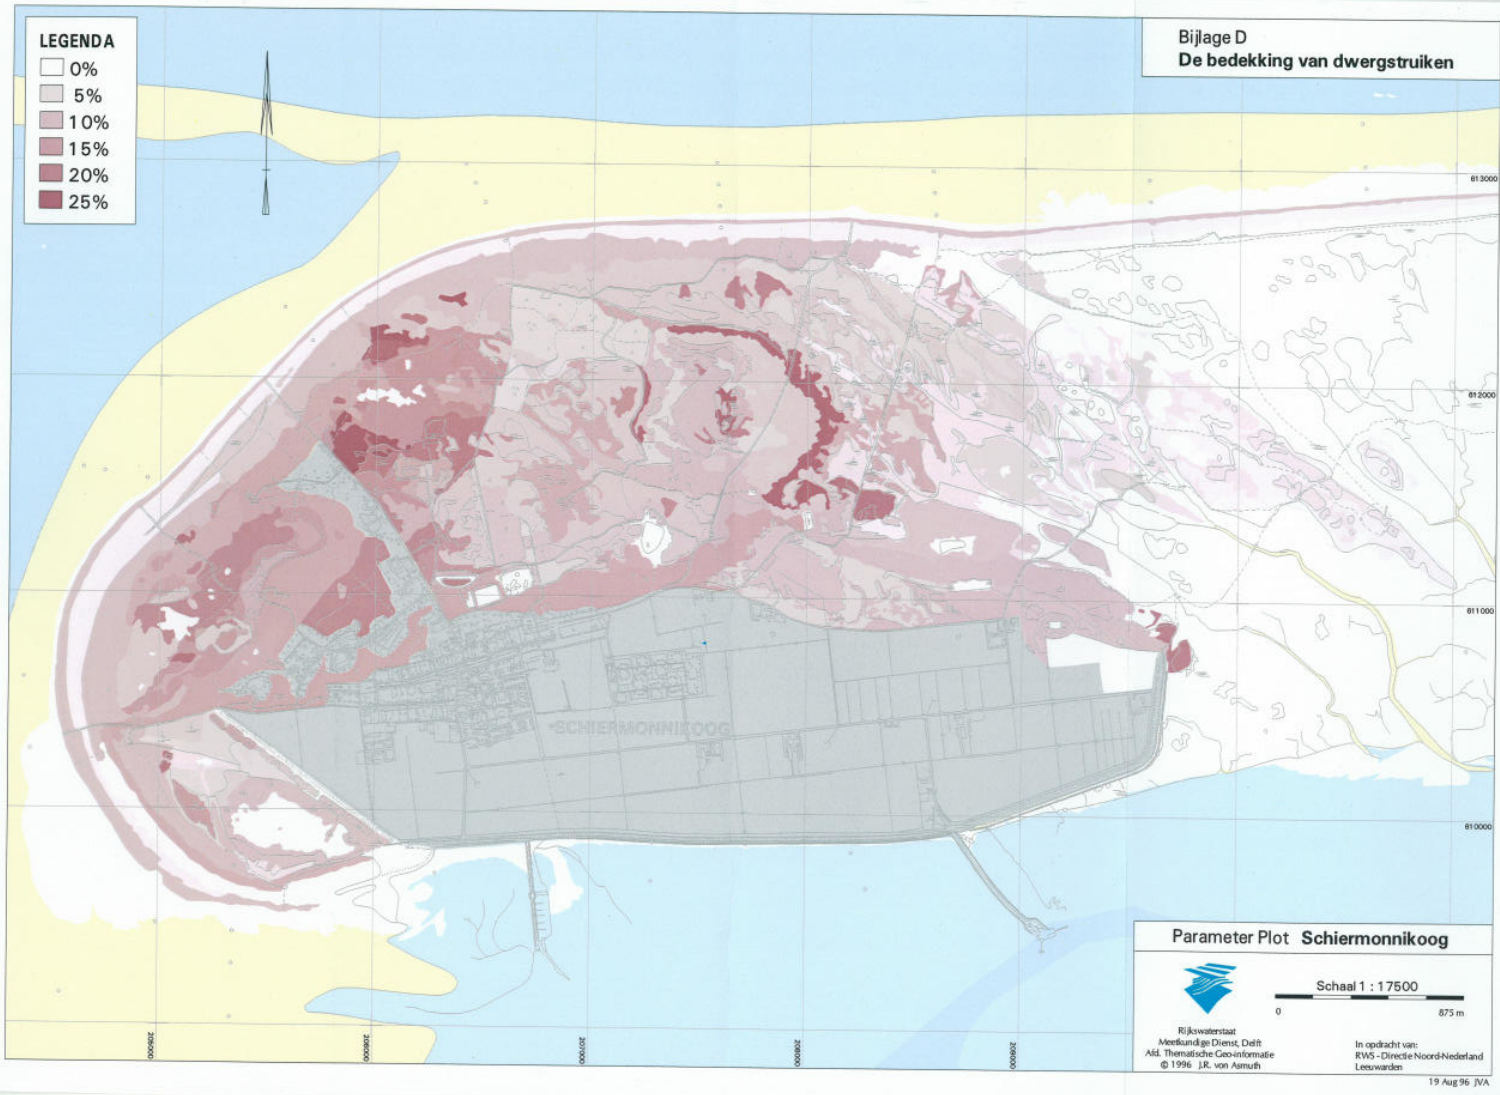 LEGENDA
0%
5%
10%
15%
20%
25%
Bijlage D
De bedekking van dwergstruiken
613000
612000
611000
610000
SCHIERMONNIKOOG
205000
206000
207000
208000
209000
Parameter Plot Schiermonnikoog
Schaal 1 : 17500
0 875 m
Rijkswaterstaat
Meetkundige Dienst, Delft
Afd. Thematische Geo-informatie
© 1996 J.R. von Asmuth
In opdracht van:
RWS - Directie Noord-Nederland
Leeuwarden
19 Aug 96 JVA